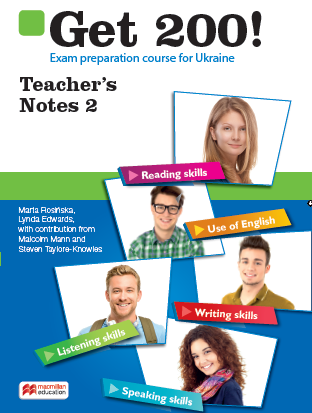 Get 200!
Exam preparation course for Ukraine
Teacher's
Notes 2
Reading skills
Marta Rosińska,
Lynda Edwards,
with contribution from
Malcolm Mann and
Steven Taylore-Knowles
Use of English
Writing skills
Listening skills
Speaking skills
macmillan
education